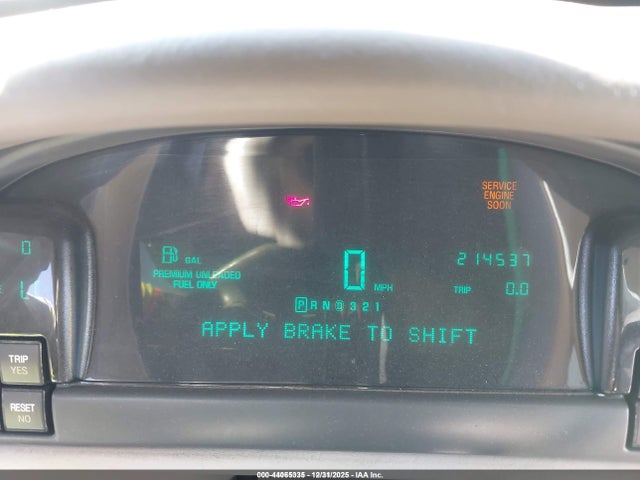 SERVICE
ENGINE
SOON
0
GAL
PREMIUM UNLEADED
FUEL ONLY
0 MPH
214537
TRIP 0.0
P R N D 3 2 1
APPLY BRAKE TO SHIFT
TRIP
YES
RESET
NO
000-44065335 - 12/31/2025 - IAA Inc.